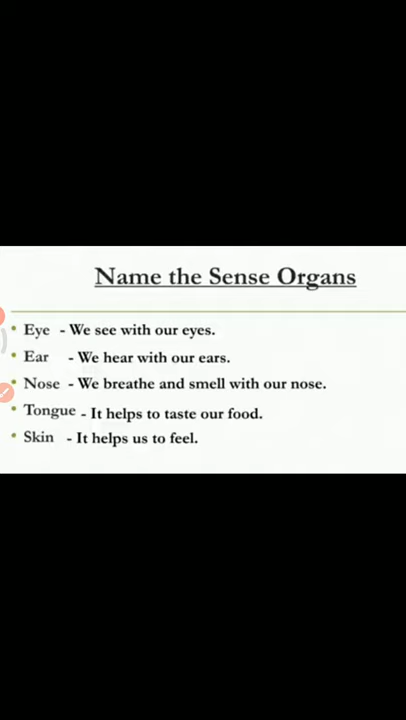 Name the Sense Organs
• Eye - We see with our eyes.
• Ear - We hear with our ears.
• Nose - We breathe and smell with our nose.
• Tongue - It helps to taste our food.
• Skin - It helps us to feel.